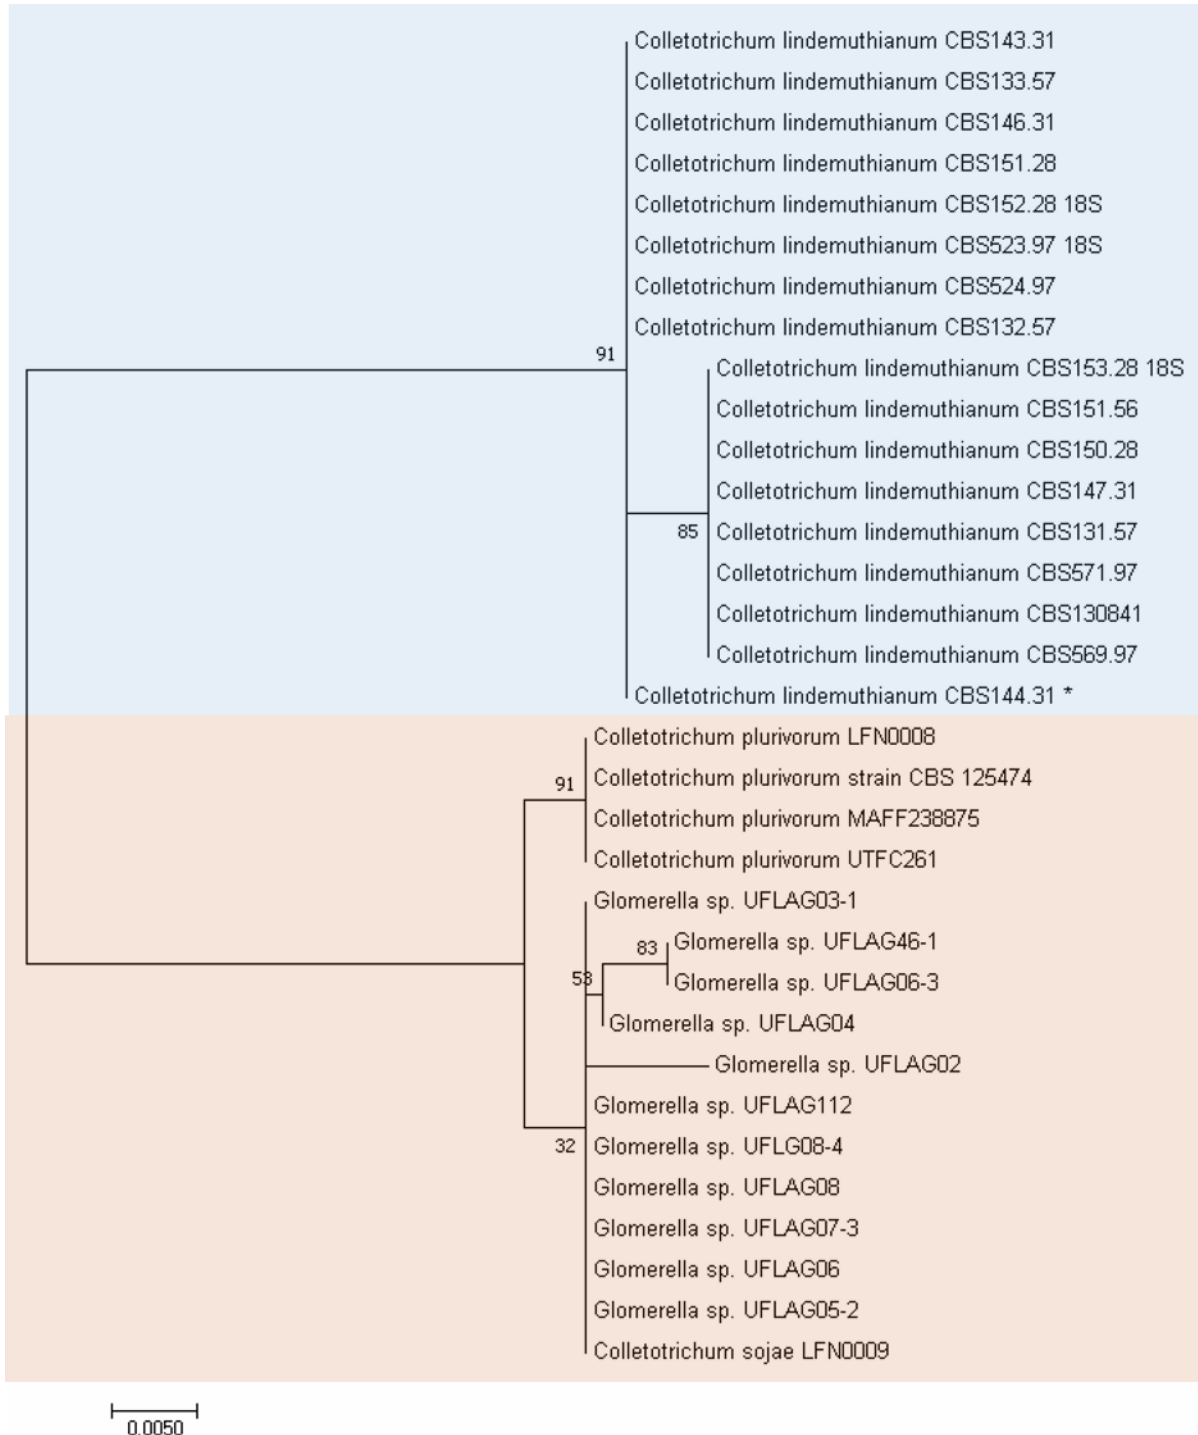 Colletotrichum lindemuthianum CBS143.31
Colletotrichum lindemuthianum CBS133.57
Colletotrichum lindemuthianum CBS146.31
Colletotrichum lindemuthianum CBS151.28
Colletotrichum lindemuthianum CBS152.28 18S
Colletotrichum lindemuthianum CBS523.97 18S
Colletotrichum lindemuthianum CBS524.97
Colletotrichum lindemuthianum CBS132.57
91
Colletotrichum lindemuthianum CBS153.28 18S
Colletotrichum lindemuthianum CBS151.56
Colletotrichum lindemuthianum CBS150.28
Colletotrichum lindemuthianum CBS147.31
85
Colletotrichum lindemuthianum CBS131.57
Colletotrichum lindemuthianum CBS571.97
Colletotrichum lindemuthianum CBS130841
Colletotrichum lindemuthianum CBS569.97
Colletotrichum lindemuthianum CBS144.31 *
Colletotrichum plurivorum LFN0008
91
Colletotrichum plurivorum strain CBS 125474
Colletotrichum plurivorum MAFF238875
Colletotrichum plurivorum UTFC261
Glomerella sp. UFLAG03-1
83
Glomerella sp. UFLAG46-1
53
Glomerella sp. UFLAG06-3
Glomerella sp. UFLAG04
Glomerella sp. UFLAG02
Glomerella sp. UFLAG112
32
Glomerella sp. UFLG08-4
Glomerella sp. UFLAG08
Glomerella sp. UFLAG07-3
Glomerella sp. UFLAG06
Glomerella sp. UFLAG05-2
Colletotrichum sojae LFN0009
0.0050